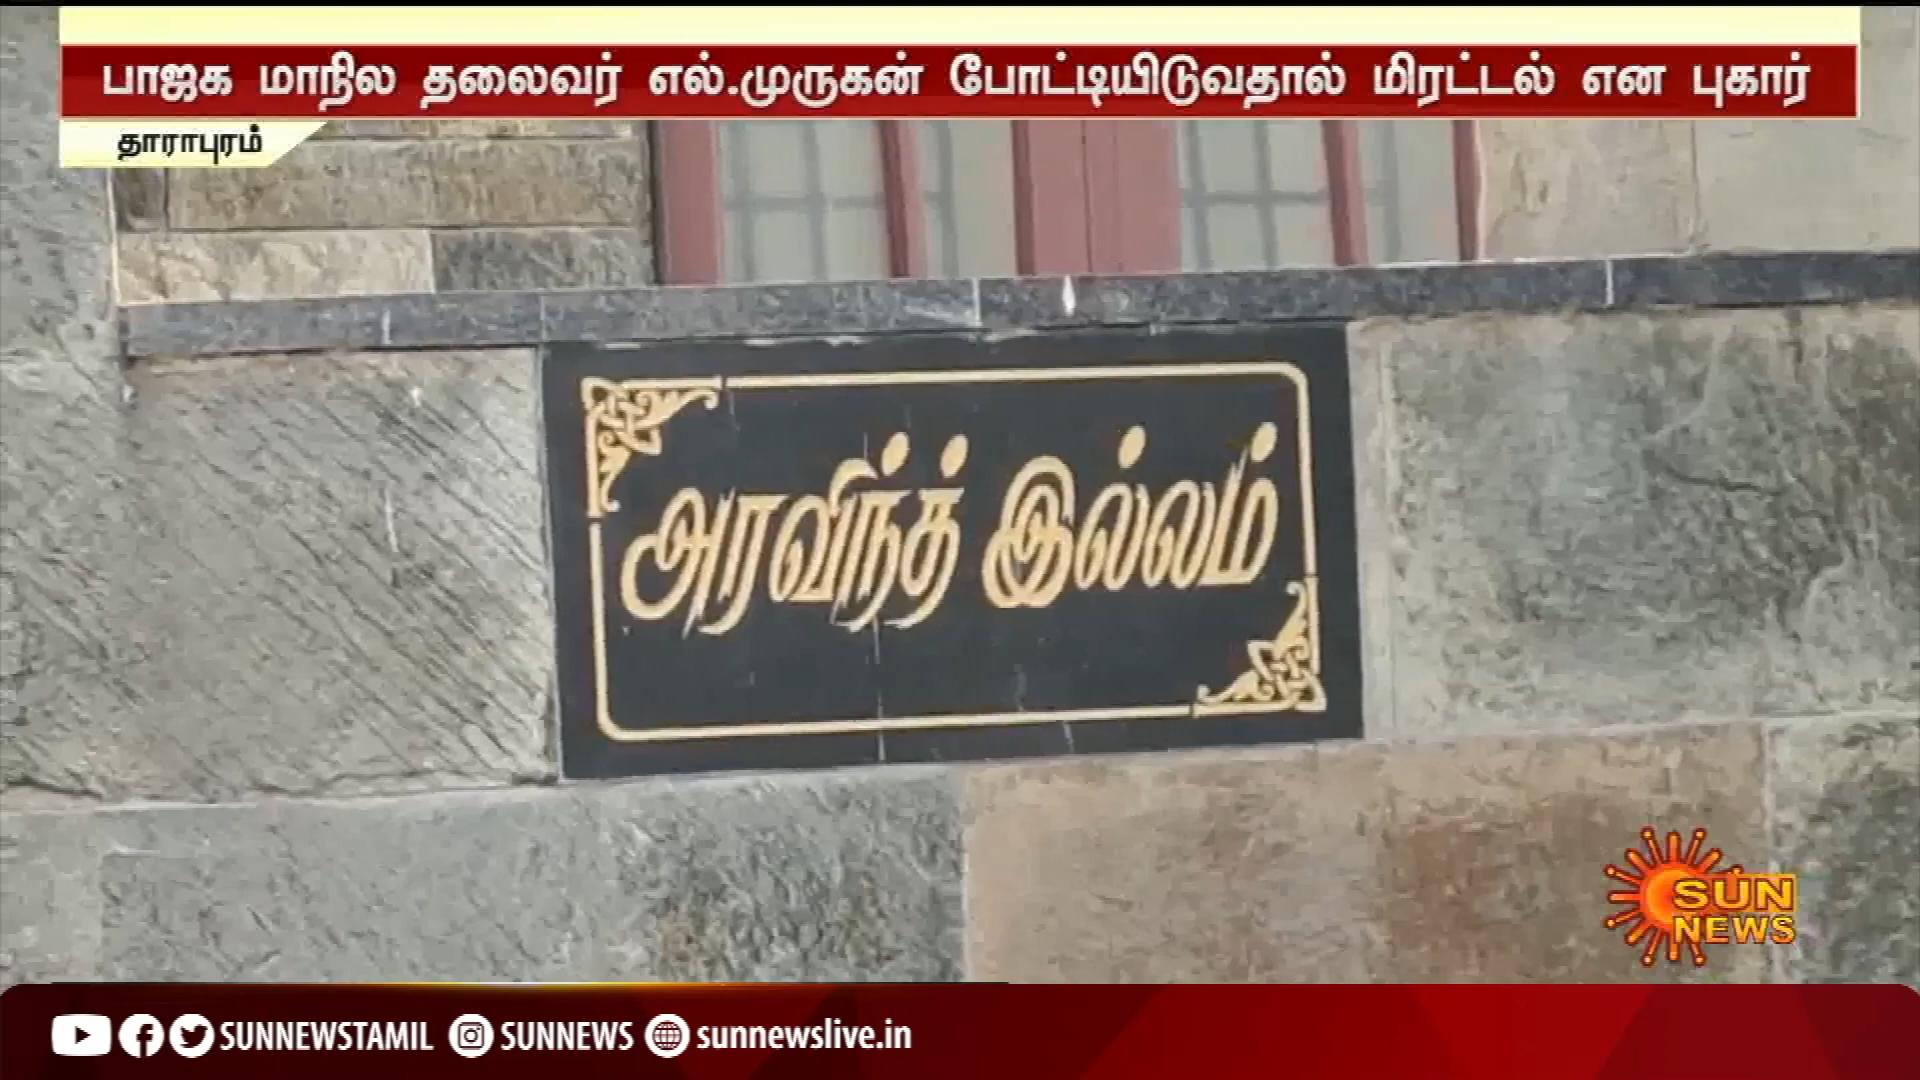 பாஜக மாநில தலைவர் எல்.முருகன் போட்டியிடுவதால் மிரட்டல் என புகார்
தாராபுரம்
அரவிந்த் இல்லம்
SUN
NEWS
SUNNEWSTAMIL SUNNEWS sunnewslive.in